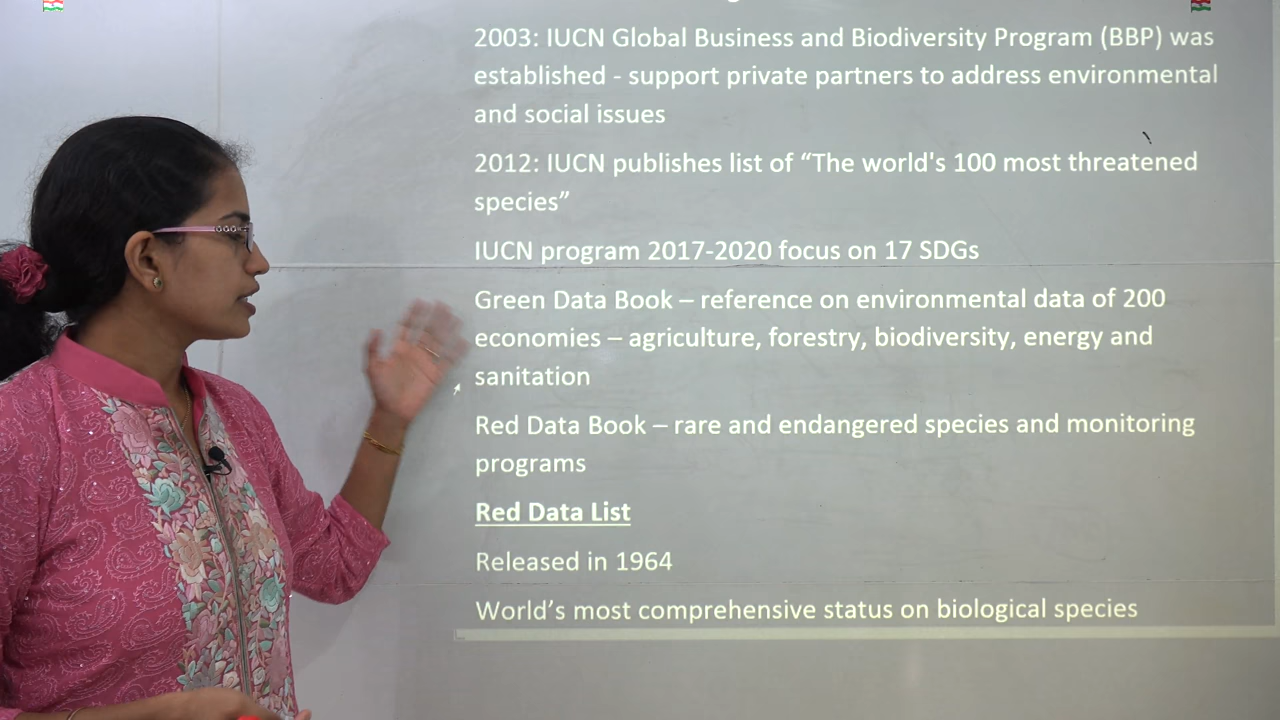 2003: IUCN Global Business and Biodiversity Program (BBP) was
established - support private partners to address environmental
and social issues
2012: IUCN publishes list of “The world's 100 most threatened
species”
IUCN program 2017-2020 focus on 17 SDGs
Green Data Book – reference on environmental data of 200
economies – agriculture, forestry, biodiversity, energy and
sanitation
Red Data Book – rare and endangered species and monitoring
programs
Red Data List
Released in 1964
World’s most comprehensive status on biological species